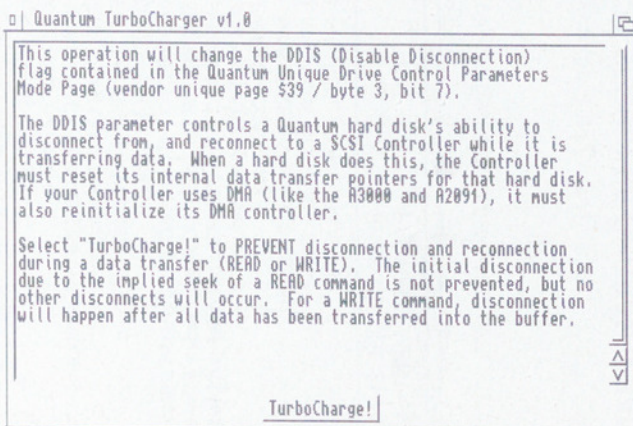 Quantum TurboCharger v1.0
This operation will change the DDIS (Disable Disconnection)
flag contained in the Quantum Unique Drive Control Parameters
Mode Page (vendor unique page $39 / byte 3, bit 7).
The DDIS parameter controls a Quantum hard disk's ability to
disconnect from, and reconnect to a SCSI Controller while it is
transferring data.  When a hard disk does this, the Controller
must reset its internal data transfer pointers for that hard disk.
If your Controller uses DMA (like the A3000 and A2091), it must
also reinitialize its DMA controller.
Select "TurboCharge!" to PREVENT disconnection and reconnection
during a data transfer (READ or WRITE).  The initial disconnection
due to the implied seek of a READ command is not prevented, but no
other disconnects will occur.  For a WRITE command, disconnection
will happen after all data has been transferred into the buffer.
TurboCharge!